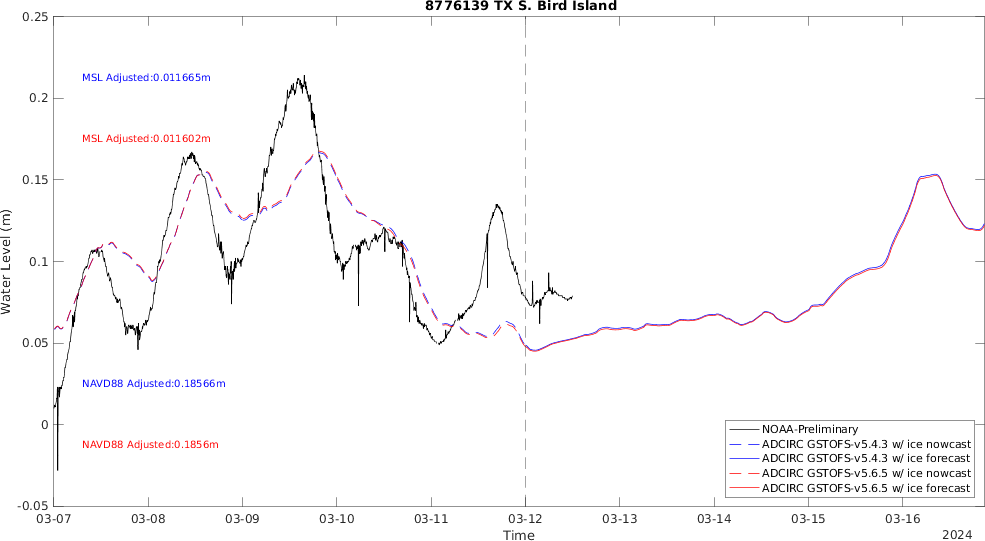 8776139 TX S. Bird Island
0.25
0.2
0.15
0.1
0.05
0
-0.05
Water Level (m)
MSL Adjusted:0.011665m
MSL Adjusted:0.011602m
NAVD88 Adjusted:0.18566m
NAVD88 Adjusted:0.1856m
NOAA-Preliminary
ADCIRC GSTOFS-v5.4.3 w/ ice nowcast
ADCIRC GSTOFS-v5.4.3 w/ ice forecast
ADCIRC GSTOFS-v5.6.5 w/ ice nowcast
ADCIRC GSTOFS-v5.6.5 w/ ice forecast
03-07 03-08 03-09 03-10 03-11 03-12 03-13 03-14 03-15 03-16
Time
2024